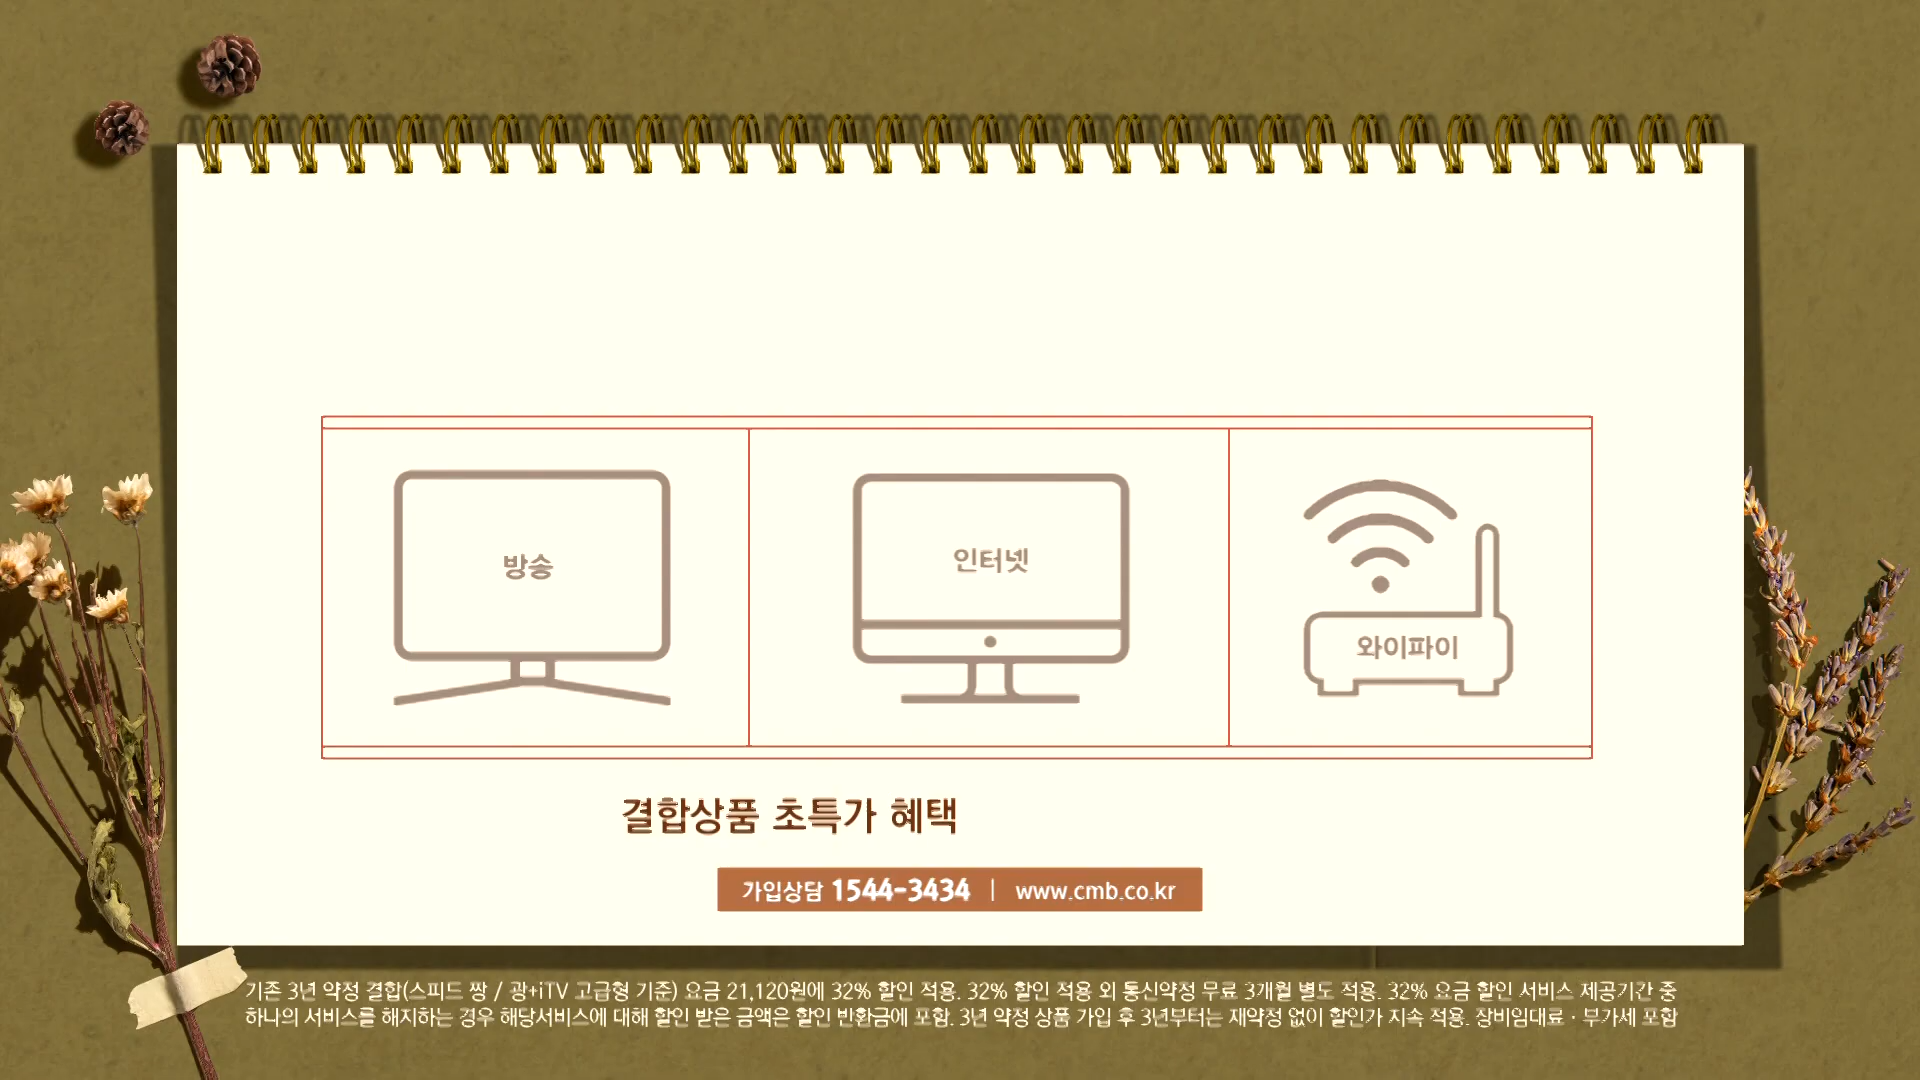 방송
인터넷
와이파이
결합상품 초특가 혜택
가입상담 1544-3434 | www.cmb.co.kr
기존 3년 약정 결합(스피드 짱 / 광+iTV 고급형 기준) 요금 21,120원에 32% 할인 적용. 32% 할인 적용 외 통신약정 무료 3개월 별도 적용. 32% 요금 할인 서비스 제공기간 중
하나의 서비스를 해지하는 경우 해당서비스에 대해 할인 받은 금액은 할인 반환금에 포함. 3년 약정 상품 가입 후 3년부터는 재약정 없이 할인가 지속 적용. 장비임대료 · 부가세 포함